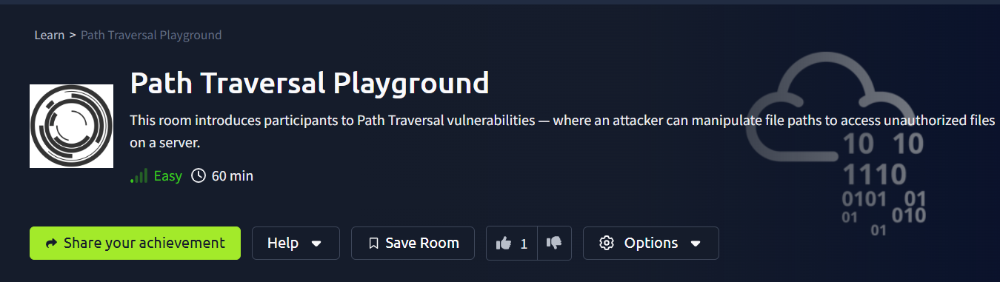 Learn > Path Traversal Playground
Path Traversal Playground
This room introduces participants to Path Traversal vulnerabilities — where an attacker can manipulate file paths to access unauthorized files
on a server.
Easy 60 min
10 10
1110
0101 01
01 010
01
Share your achievement Help Save Room 1 Options